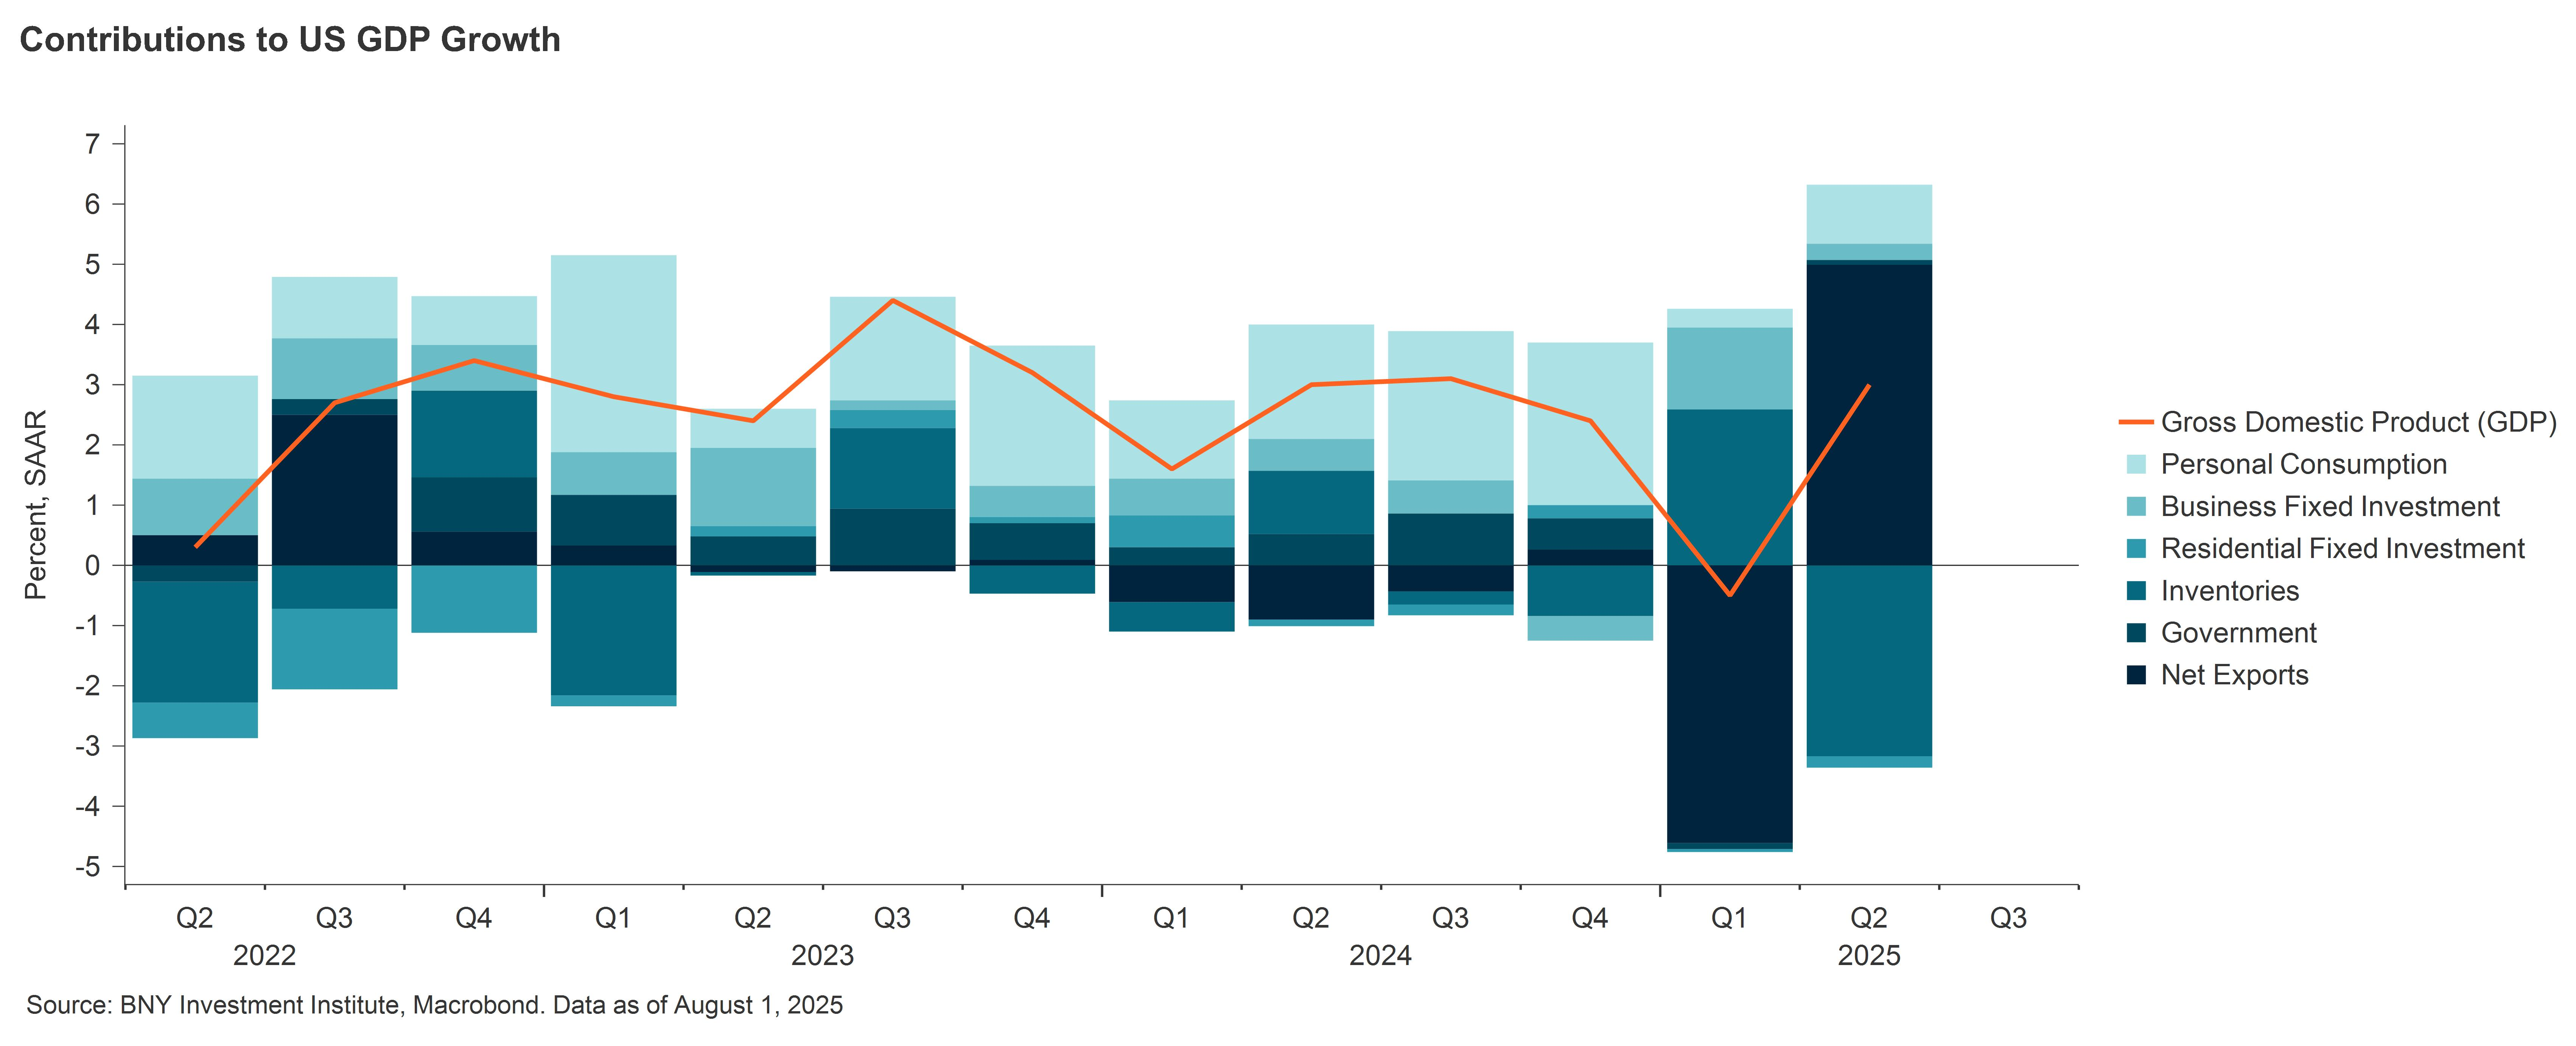 Contributions to US GDP Growth
Percent, SAAR
7
6
5
4
3
2
1
0
-1
-2
-3
-4
-5
Q2 Q3 Q4 Q1 Q2 Q3 Q4 Q1 Q2 Q3 Q4 Q1 Q2 Q3
2022 2023 2024 2025
Gross Domestic Product (GDP)
Personal Consumption
Business Fixed Investment
Residential Fixed Investment
Inventories
Government
Net Exports
Source: BNY Investment Institute, Macrobond. Data as of August 1, 2025